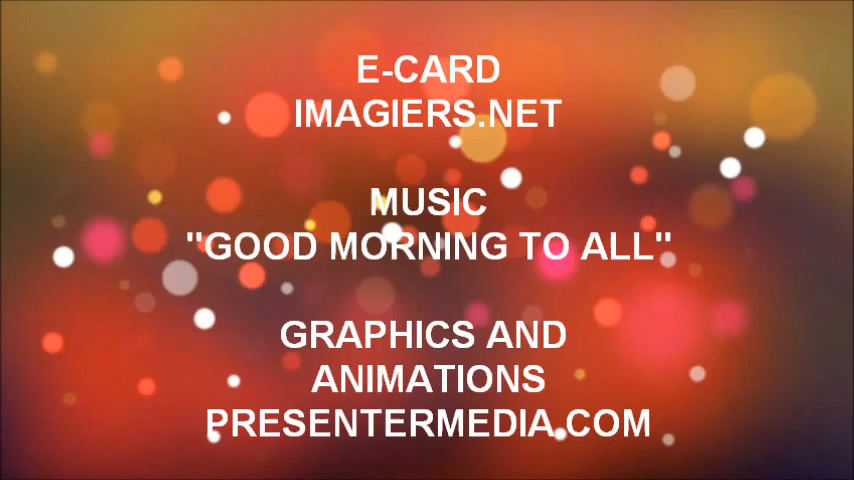 E-CARD
IMAGIERS.NET
MUSIC
"GOOD MORNING TO ALL"
GRAPHICS AND
ANIMATIONS
PRESENTERMEDIA.COM